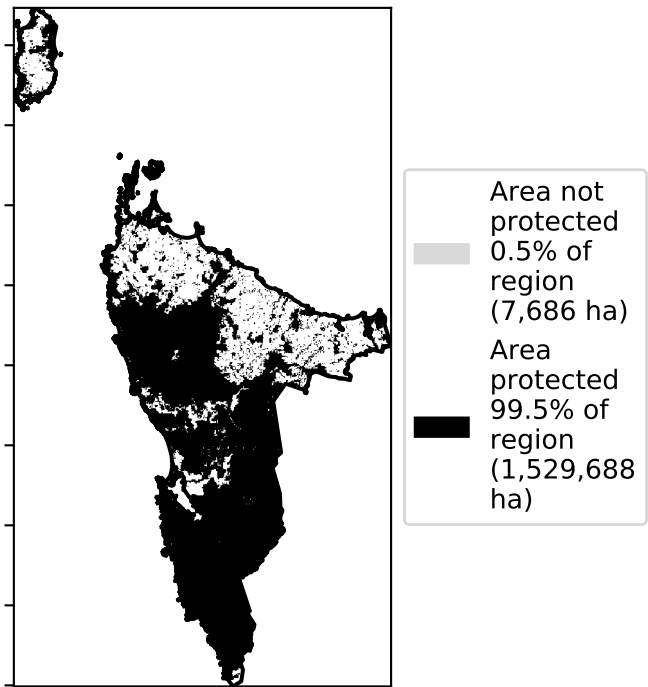 Area not
protected
0.5% of
region
(7,686 ha)
Area
protected
99.5% of
region
(1,529,688
ha)